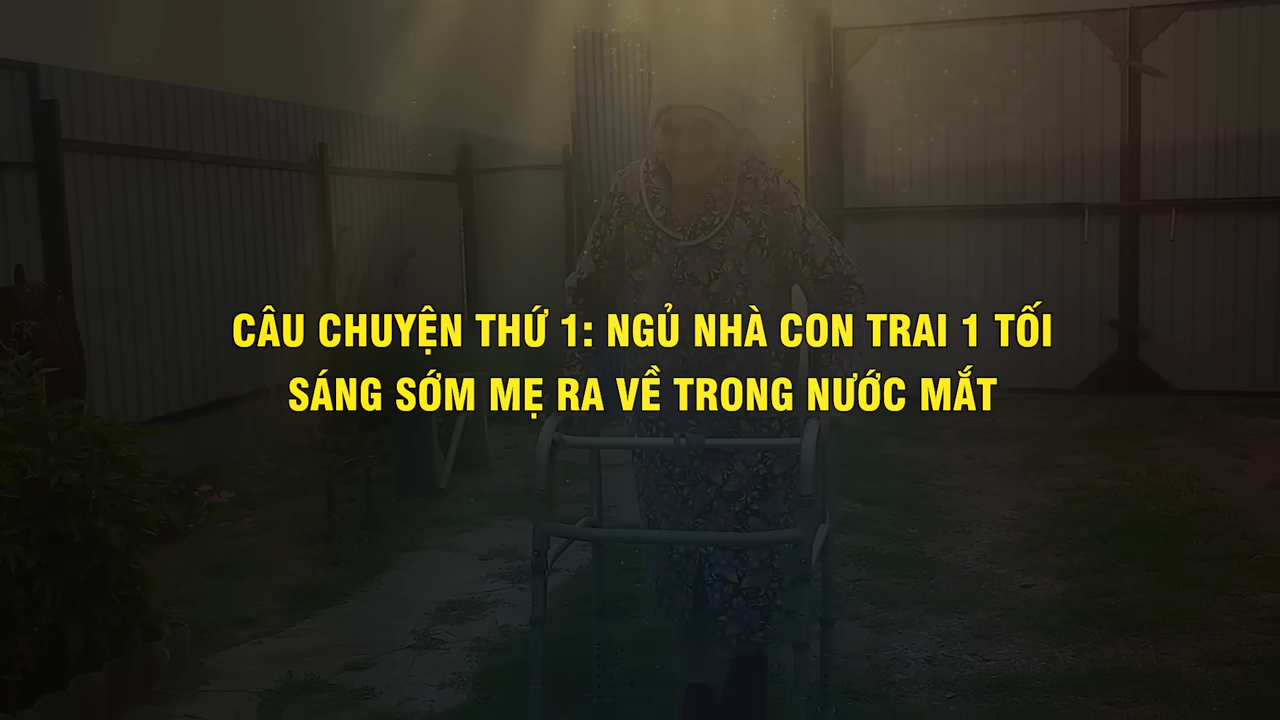 CÂU CHUYỆN THỨ 1: NGỦ NHÀ CON TRAI 1 TỐI
SÁNG SỚM MẸ RA VỀ TRONG NƯỚC MẮT